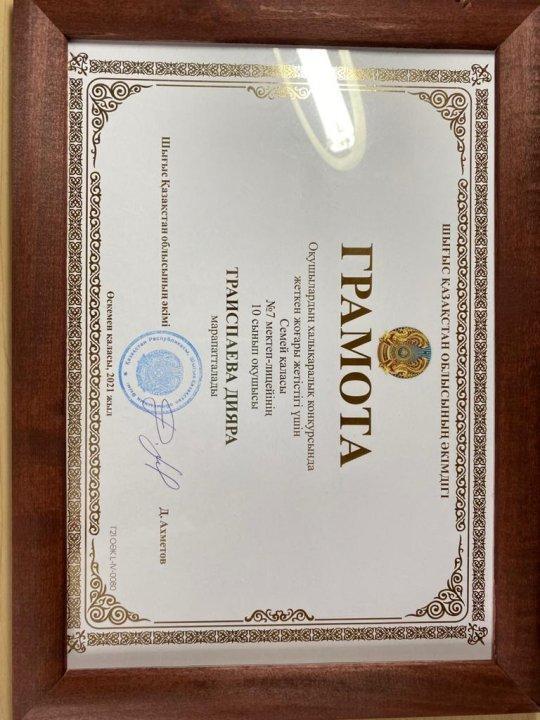 ШЫҒЫС ҚАЗАҚСТАН ОБЛЫСЫНЫҢ ӘКІМДІГІ
ГРАМОТА
Оқушылардың халықаралық конкурсында
жеткен жоғары жетістігі үшін
Семей қаласы
№7 мектеп-лицейінің
10 сынып оқушысы
ТРАИСПАЕВА ДИЯРА
марапатталады
Шығыс Қазақстан облысының әкімі
Д. Ахметов
Өскемен қаласы, 2021 жыл